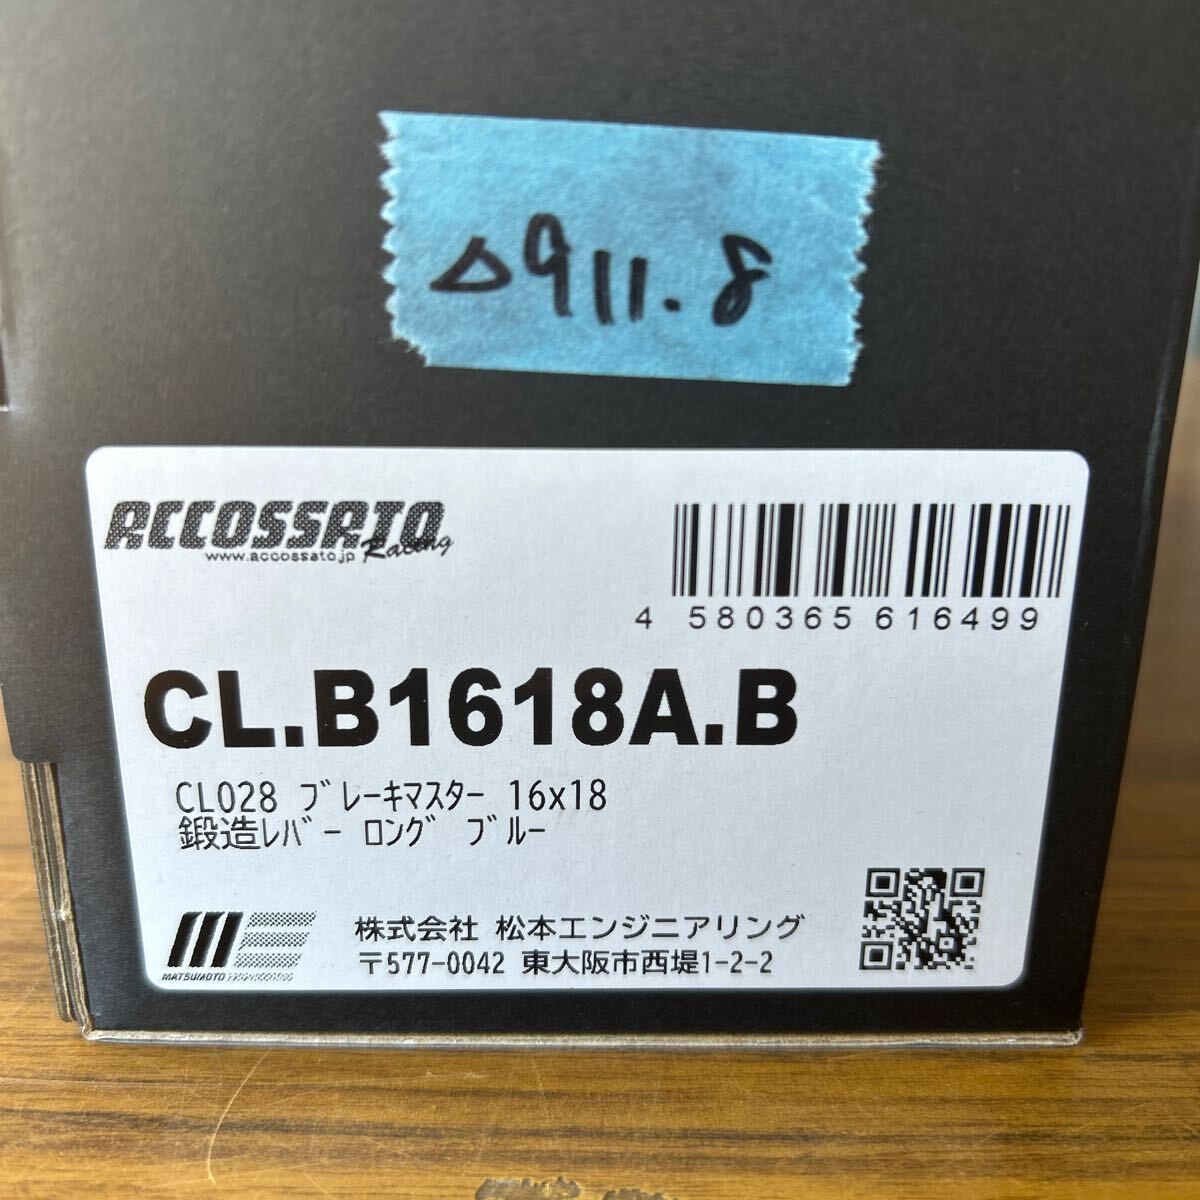 △911.8
ACCOSSATO
Racing
www.accossato.jp
4 580365 616499
CL.B1618A.B
CL028 ブレーキマスター 16x18
鍛造レバー ロング ブルー
株式会社 松本エンジニアリング
〒577-0042 東大阪市西堤1-2-2
MATSUMOTO ENGINEERING